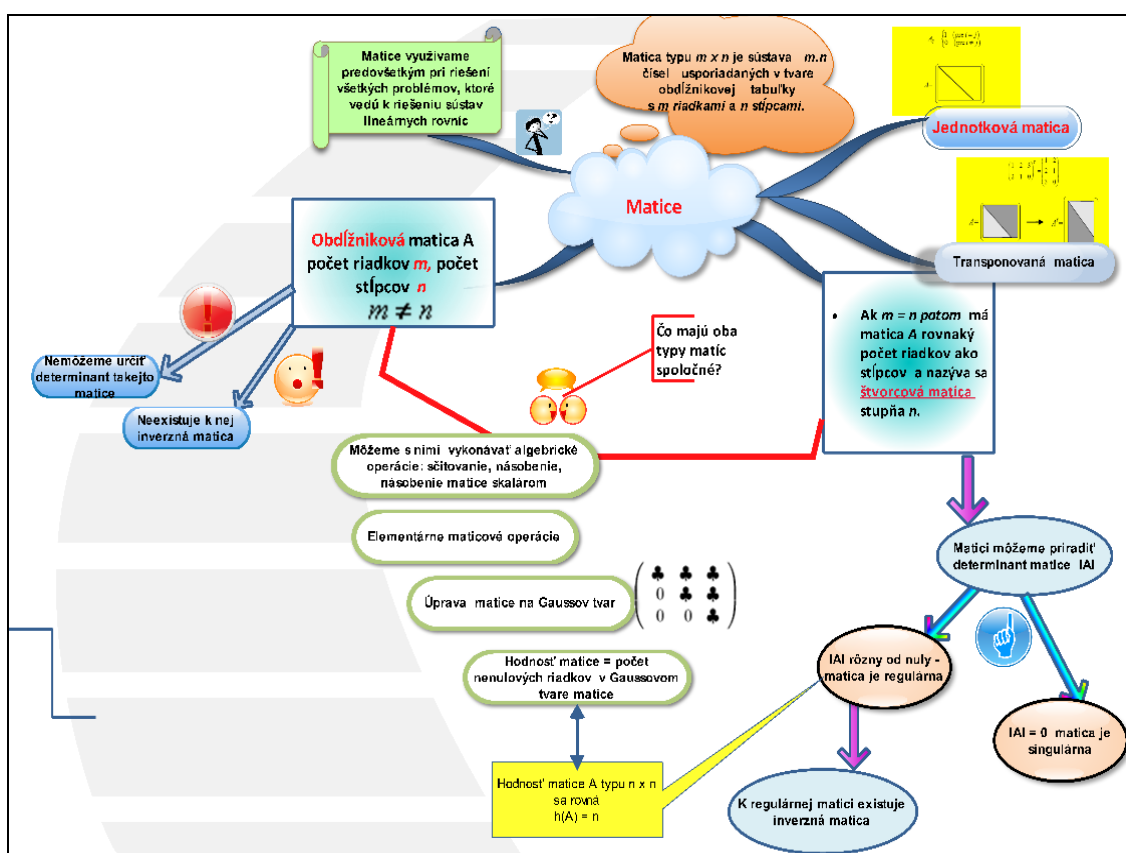 Matice využívame
predovšetkým pri riešení
všetkých problémov, ktoré
vedú k riešeniu sústav
lineárnych rovníc
Matica typu m x n je sústava m.n
čísel usporiadaných v tvare
obdĺžnikovej tabuľky
s m riadkami a n stĺpcami.
Jednotková matica
Matice
Transponovaná matica
Obdĺžniková matica A
počet riadkov m, počet
stĺpcov n
m ≠ n
• Ak m = n patom má
matica A rovnaký
počet riadkov ako
stĺpcov a nazýva sa
štvorcová matica
stupňa n.
Čo majú oba
typy matíc
spoločné?
Nemôžeme určiť
determinant takejto
matice
Neexistuje k nej
inverzná matica
Môžeme s nimi vykonávať algebrické
operácie: sčitovanie, násobenie,
násobenie matice skalárom
Elementárne maticové operácie
Úprava matice na Gaussov tvar
♣ ♣ ♣
0 ♣ ♣
0 0 ♣
Hodnosť matice = počet
nenulových riadkov v Gaussovom
tvare matice
Hodnosť matice A typu n x n
sa rovná
h(A) = n
Matici môžeme priradiť
determinant matice IAI
IAI rôzny od nuly -
matica je regulárna
IAI = 0 matica je
singulárna
K regulárnej matici existuje
inverzná matica